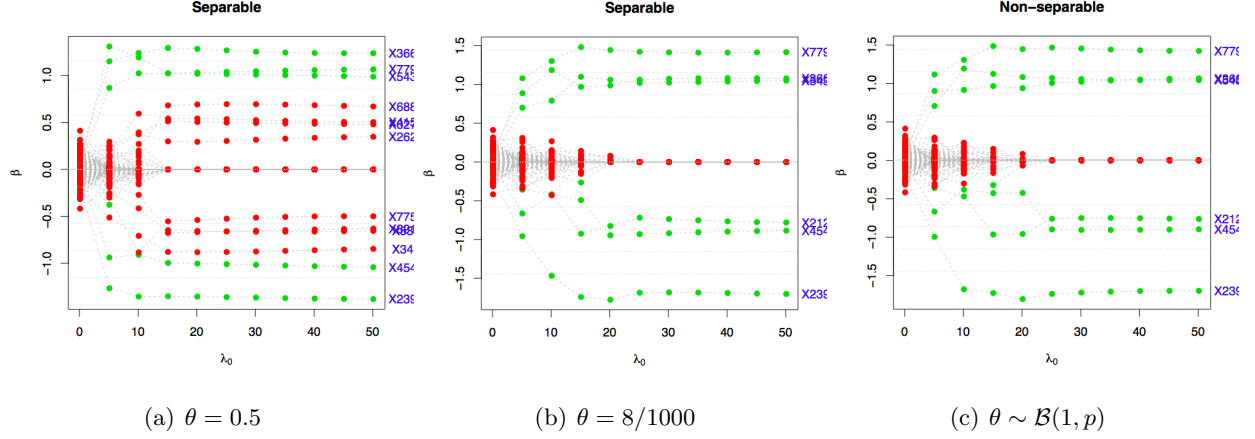 Separable
β
1.0
0.5
0.0
−0.5
−1.0
0
10
20
30
40
50
λ0
X366
X779
X543
X688
X262
X775
X34
X454
X239
(a) θ = 0.5
Separable
β
1.5
1.0
0.5
0.0
−0.5
−1.0
−1.5
0
10
20
30
40
50
λ0
X779
X212
X454
X239
(b) θ = 8/1000
Non−separable
β
1.5
1.0
0.5
0.0
−0.5
−1.0
−1.5
0
10
20
30
40
50
λ0
X779
X212
X454
X239
(c) θ ∼ B(1, p)